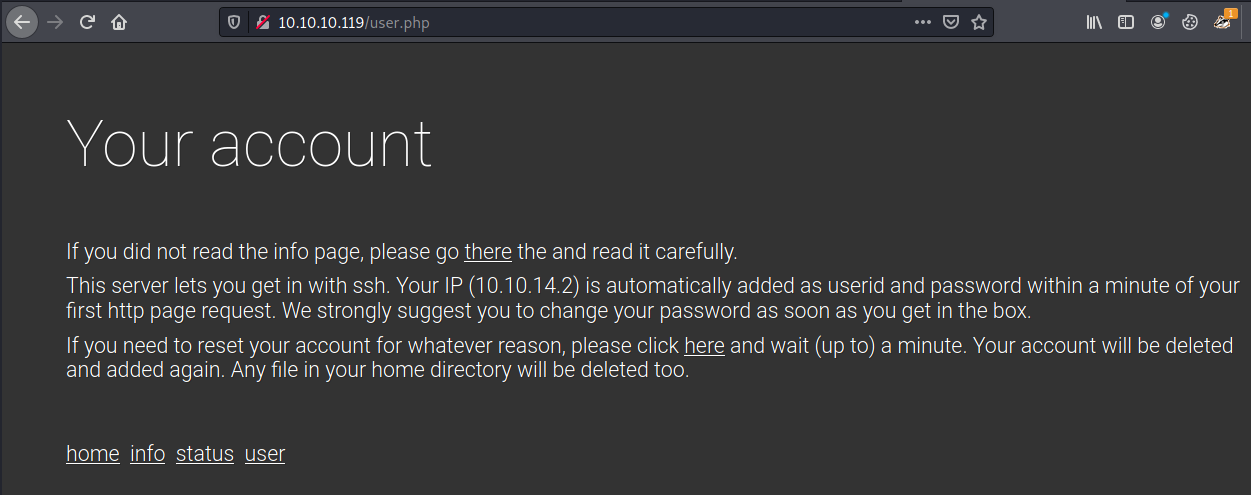 10.10.10.119/user.php
1
Your account
If you did not read the info page, please go there the and read it carefully.
This server lets you get in with ssh. Your IP (10.10.14.2) is automatically added as userid and password within a minute of your
first http page request. We strongly suggest you to change your password as soon as you get in the box.
If you need to reset your account for whatever reason, please click here and wait (up to) a minute. Your account will be deleted
and added again. Any file in your home directory will be deleted too.
home info status user